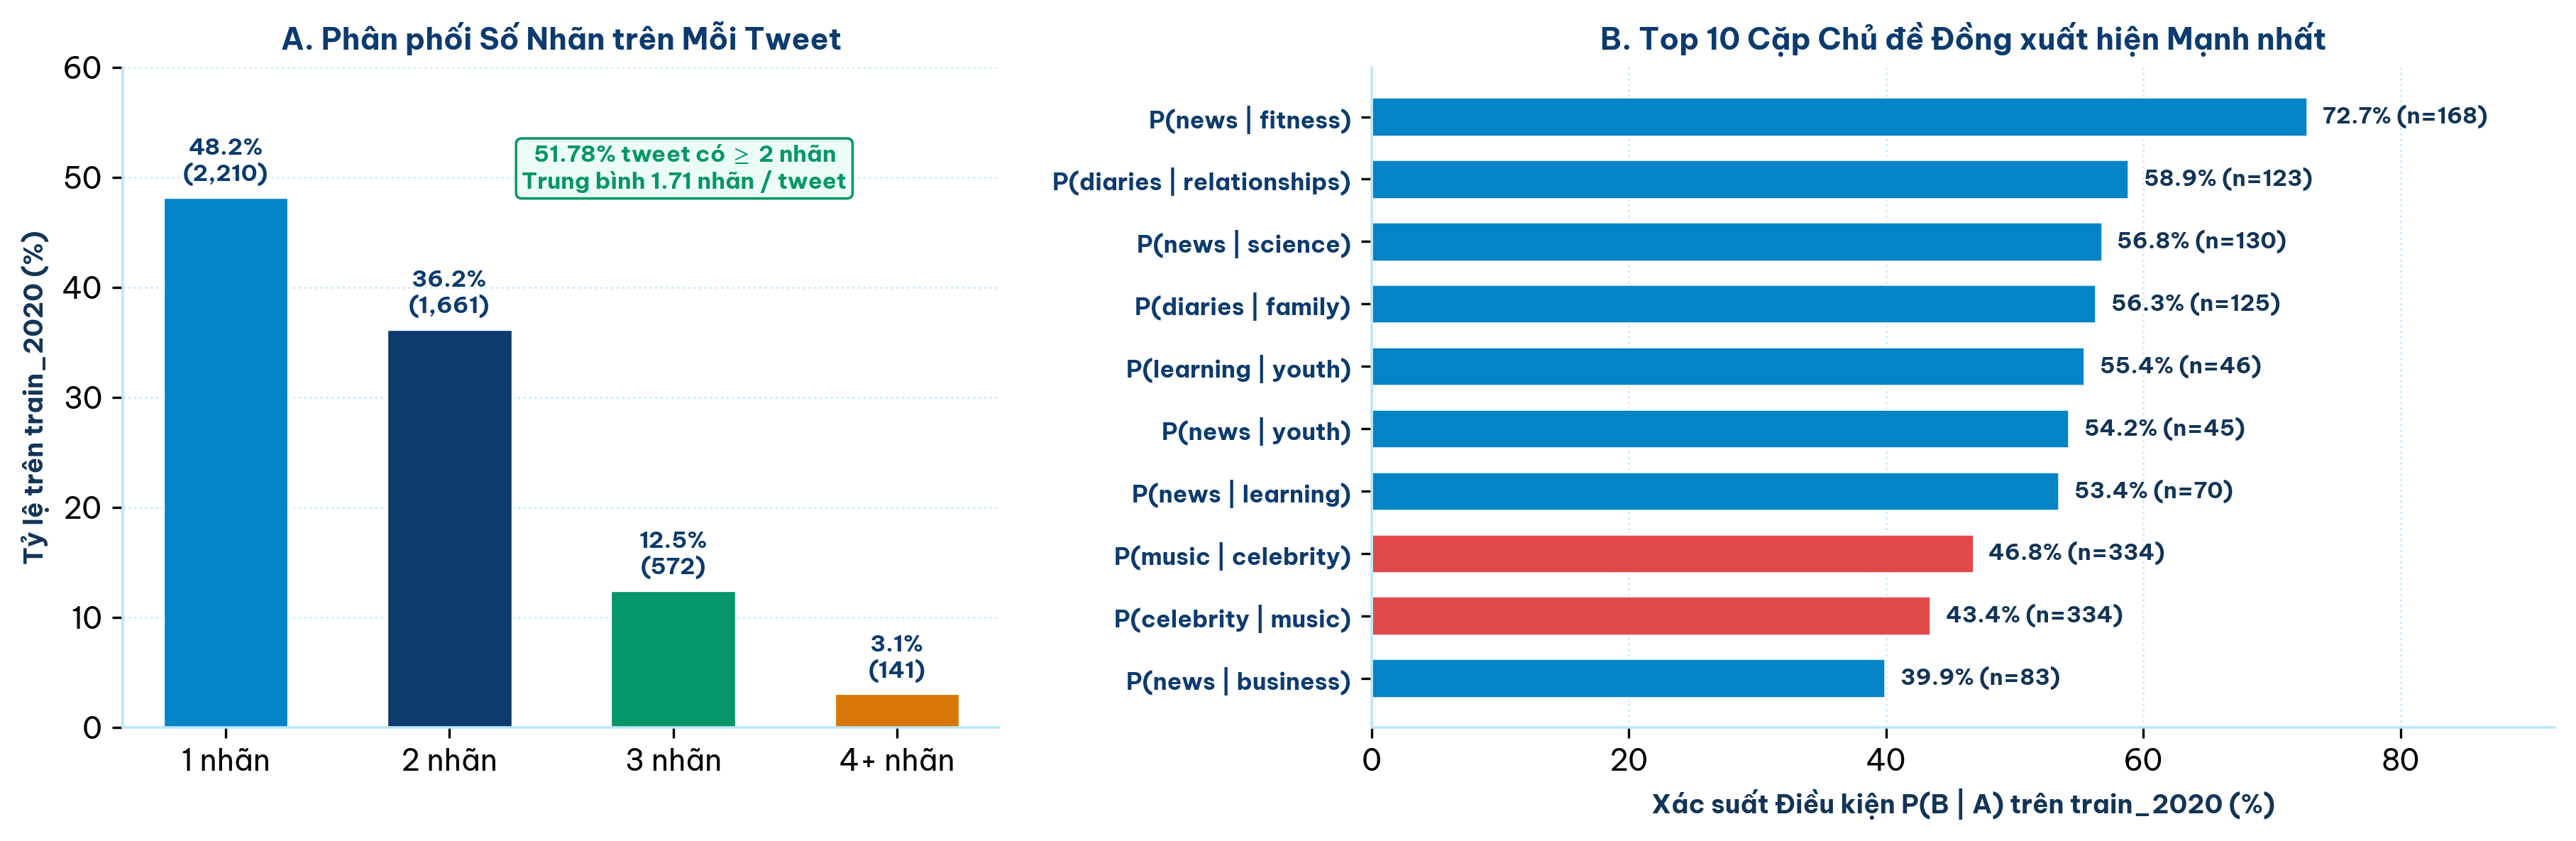 A. Phân phối Số Nhãn trên Mỗi Tweet
Tỷ lệ trên train_2020 (%)
60
50
40
30
20
10
0
48.2%
(2,210)
36.2%
(1,661)
12.5%
(572)
3.1%
(141)
51.78% tweet có ≥ 2 nhãn
Trung bình 1.71 nhãn / tweet
1 nhãn
2 nhãn
3 nhãn
4+ nhãn
B. Top 10 Cặp Chủ đề Đồng xuất hiện Mạnh nhất
P(news | fitness)
72.7% (n=168)
P(diaries | relationships)
58.9% (n=123)
P(news | science)
56.8% (n=130)
P(diaries | family)
56.3% (n=125)
P(learning | youth)
55.4% (n=46)
P(news | youth)
54.2% (n=45)
P(news | learning)
53.4% (n=70)
P(music | celebrity)
46.8% (n=334)
P(celebrity | music)
43.4% (n=334)
P(news | business)
39.9% (n=83)
0
20
40
60
80
Xác suất Điều kiện P(B | A) trên train_2020 (%)